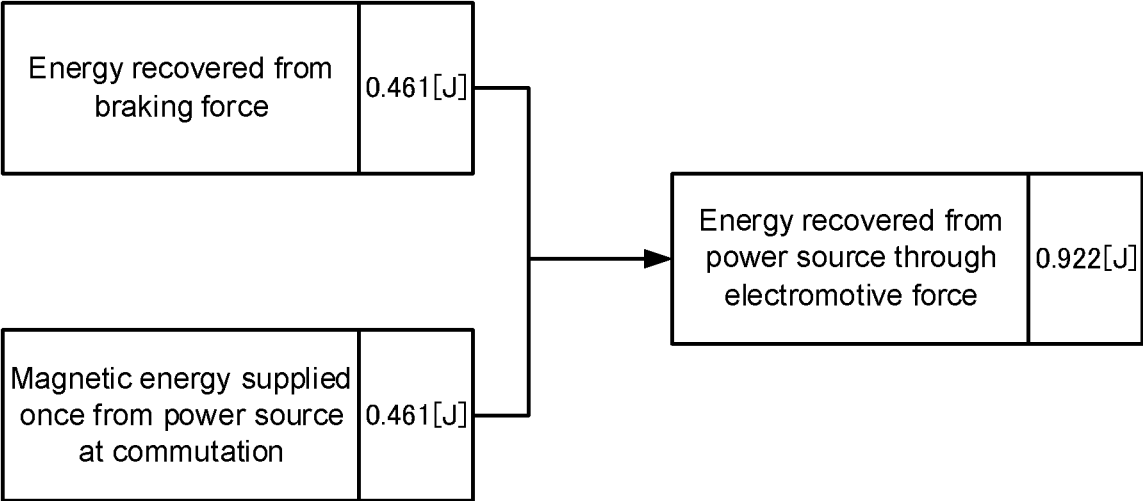 Energy recovered from
braking force
0.461[J]
Energy recovered from
power source through
electromotive force
0.922[J]
Magnetic energy supplied
once from power source
at commutation
0.461[J]